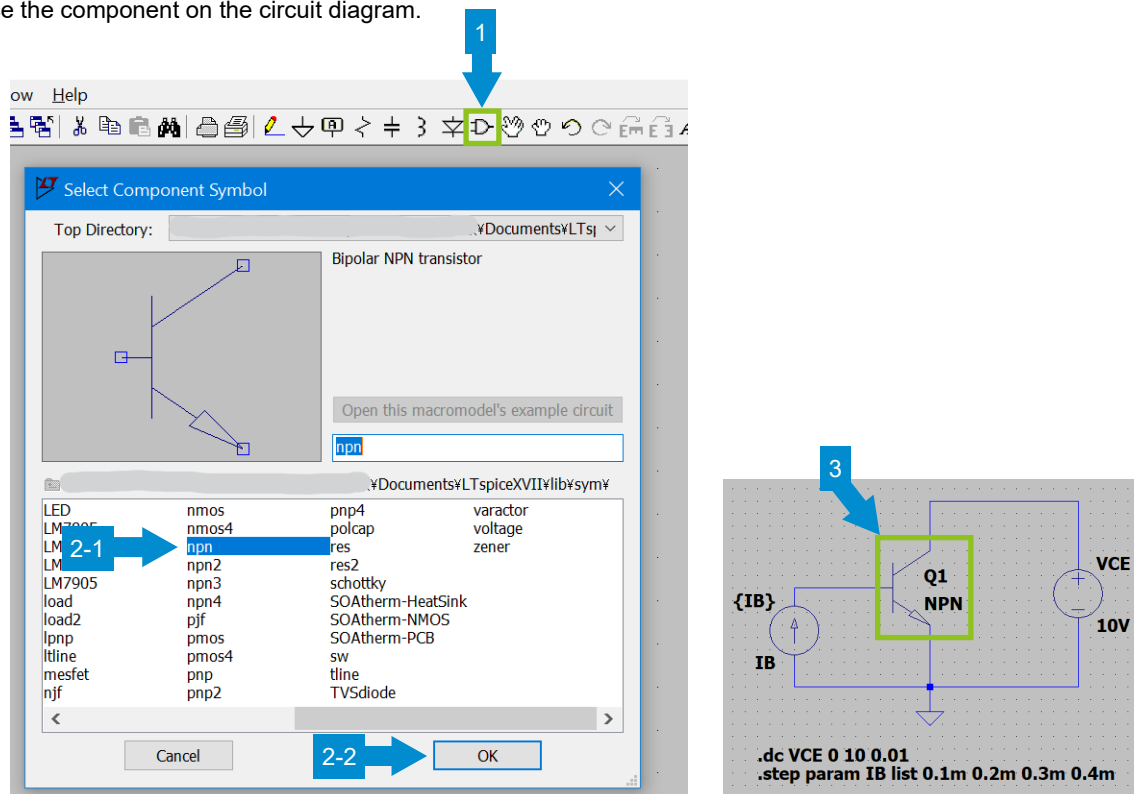 e the component on the circuit diagram.
1
ow Help
Select Component Symbol
Top Directory: ¥Documents¥LTsp
Bipolar NPN transistor
Open this macromodel's example circuit
npn
¥Documents¥LTspiceXVII¥lib¥sym¥
LED nmos pnp4 varactor
nmos4 polcap voltage
LM npn res zener
LM npn2 res2
LM7905 npn3 schottky
load npn4 SOAtherm-HeatSink
load2 pjf SOAtherm-NMOS
lpnp pmos SOAtherm-PCB
ltline pmos4 sw
mesfet pnp tline
njf pnp2 TVSdiode
2-1
Cancel
2-2
OK
3
Q1
NPN
{IB}
IB
VCE
10V
.dc VCE 0 10 0.01
.step param IB list 0.1m 0.2m 0.3m 0.4m